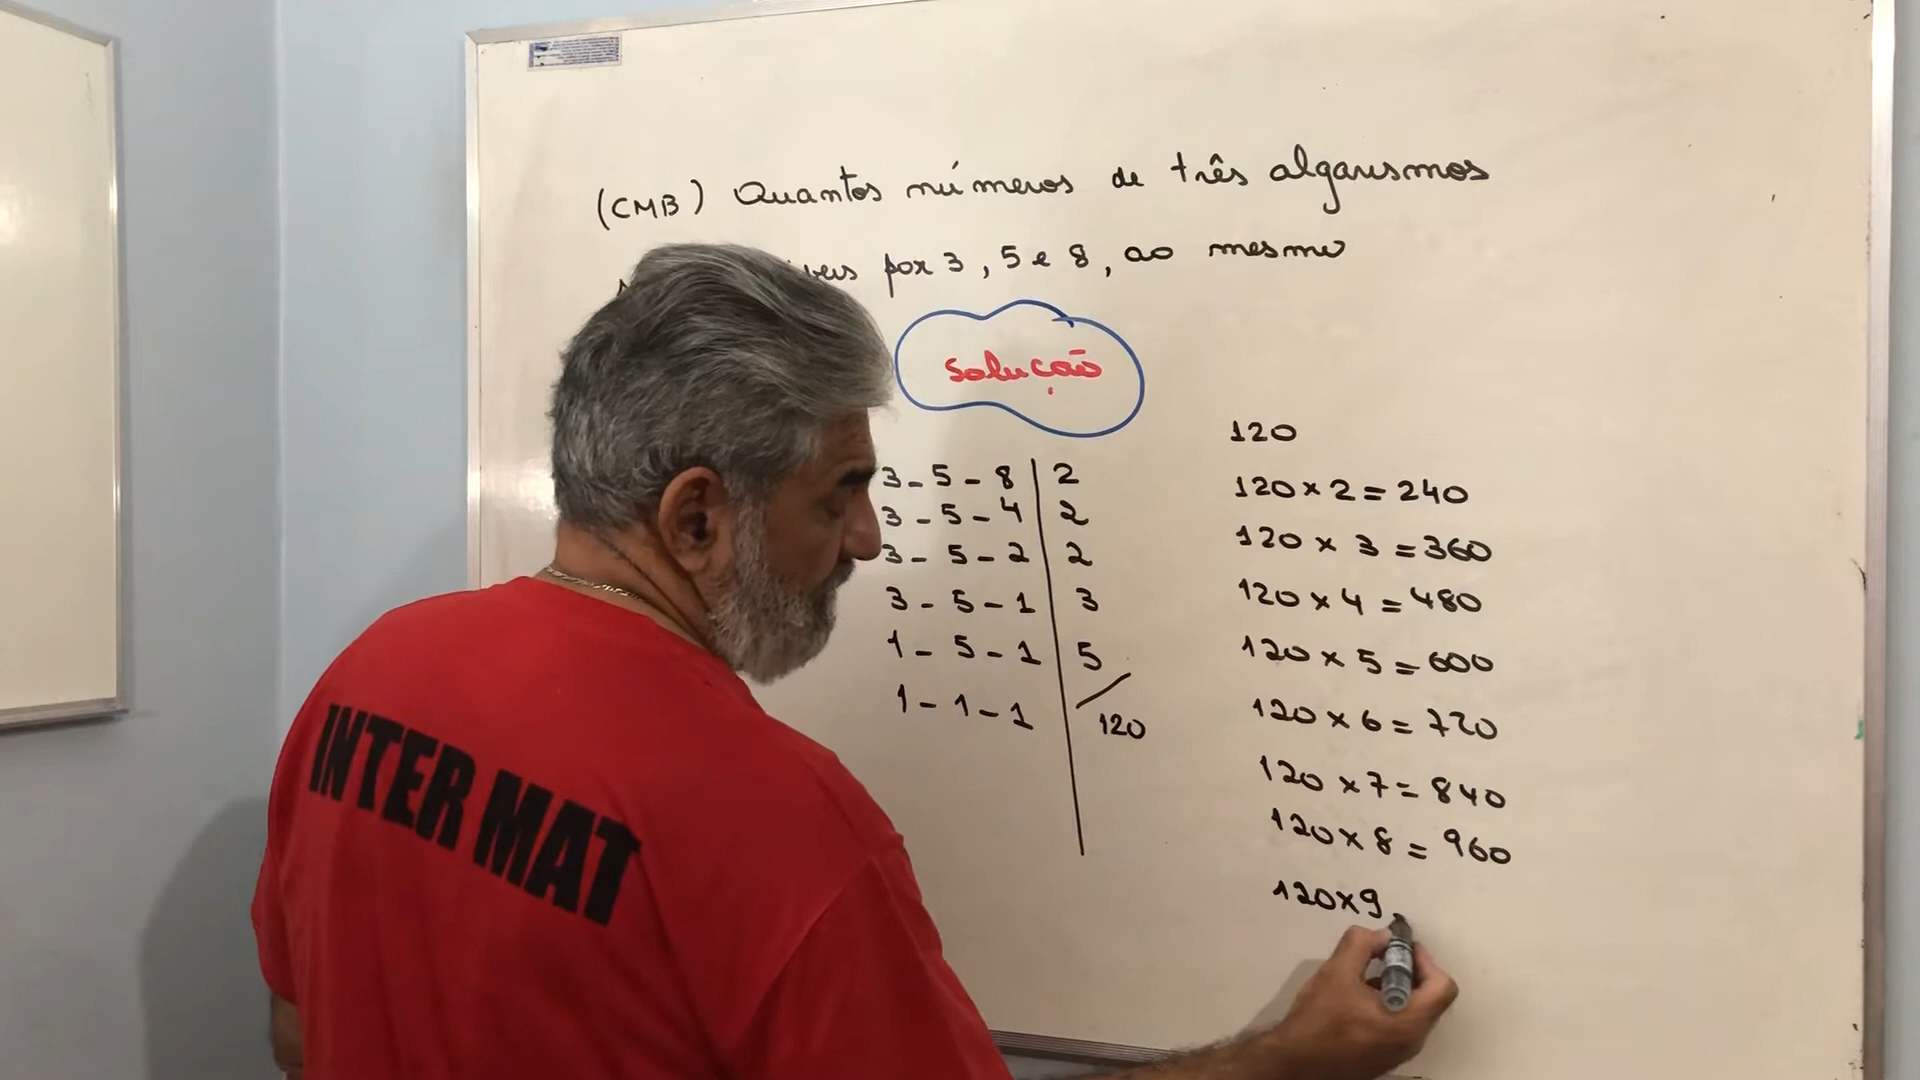 (CMB) Quantos números de três algarismos
por 3, 5 e 8, ao mesmo
solução
3 - 5 - 8 | 2
3 - 5 - 4 | 2
3 - 5 - 2 | 2
3 - 5 - 1 | 3
1 - 5 - 1 | 5
1 - 1 - 1 | 120
120
120 × 2 = 240
120 × 3 = 360
120 × 4 = 480
120 × 5 = 600
120 × 6 = 720
120 × 7 = 840
120 × 8 = 960
120 × 9
INTER MAT